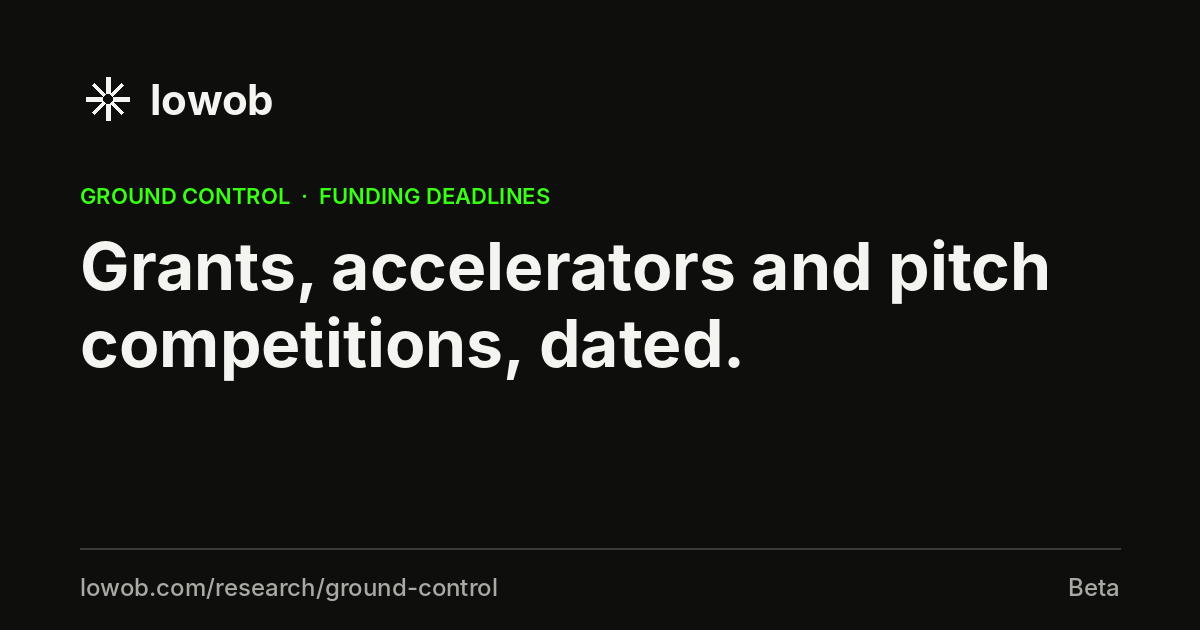 lowob
GROUND CONTROL · FUNDING DEADLINES
Grants, accelerators and pitch
competitions, dated.
lowob.com/research/ground-control
Beta